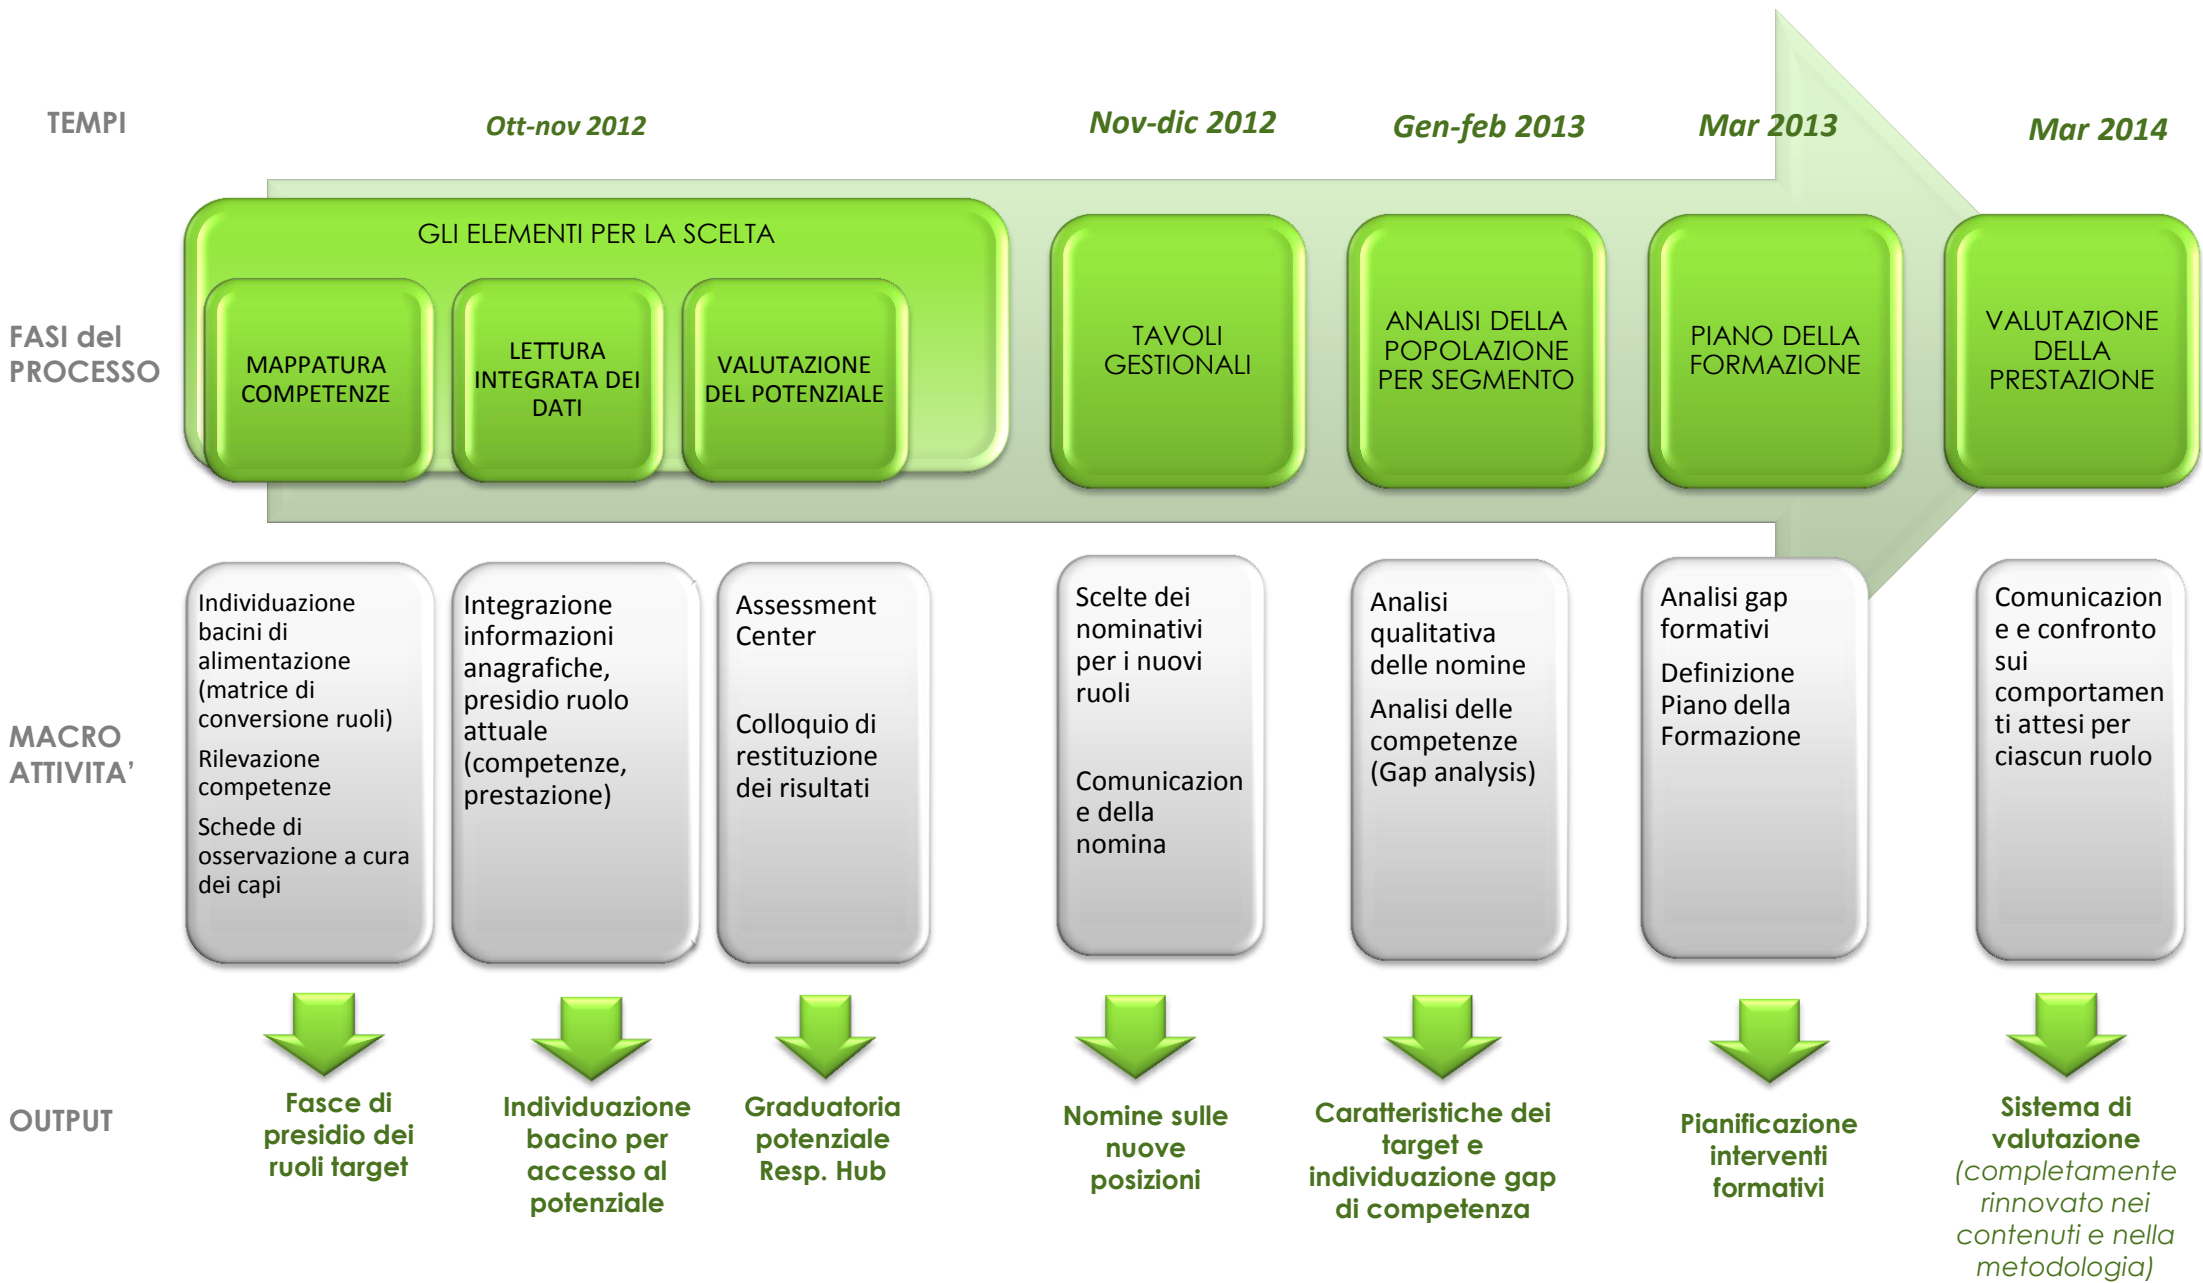 TEMPI
Ott-nov 2012
Nov-dic 2012
Gen-feb 2013
Mar 2013
Mar 2014
FASI del
PROCESSO
GLI ELEMENTI PER LA SCELTA
MAPPATURA
COMPETENZE
LETTURA
INTEGRATA DEI
DATI
VALUTAZIONE
DEL POTENZIALE
TAVOLI
GESTIONALI
ANALISI DELLA
POPOLAZIONE
PER SEGMENTO
PIANO DELLA
FORMAZIONE
VALUTAZIONE
DELLA
PRESTAZIONE
MACRO
ATTIVITA’
Individuazione
bacini di
alimentazione
(matrice di
conversione ruoli)
Rilevazione
competenze
Schede di
osservazione a cura
dei capi
Integrazione
informazioni
anagrafiche,
presidio ruolo
attuale
(competenze,
prestazione)
Assessment
Center
Colloquio di
restituzione
dei risultati
Scelte dei
nominativi
per i nuovi
ruoli
Comunicazion
e della
nomina
Analisi
qualitativa
delle nomine
Analisi delle
competenze
(Gap analysis)
Analisi gap
formativi
Definizione
Piano della
Formazione
Comunicazion
e e confronto
sui
comportamen
ti attesi per
ciascun ruolo
OUTPUT
Fasce di
presidio dei
ruoli target
Individuazione
bacino per
accesso al
potenziale
Graduatoria
potenziale
Resp. Hub
Nomine sulle
nuove
posizioni
Caratteristiche dei
target e
individuazione gap
di competenza
Pianificazione
interventi
formativi
Sistema di
valutazione
(completamente
rinnovato nei
contenuti e nella
metodologia)